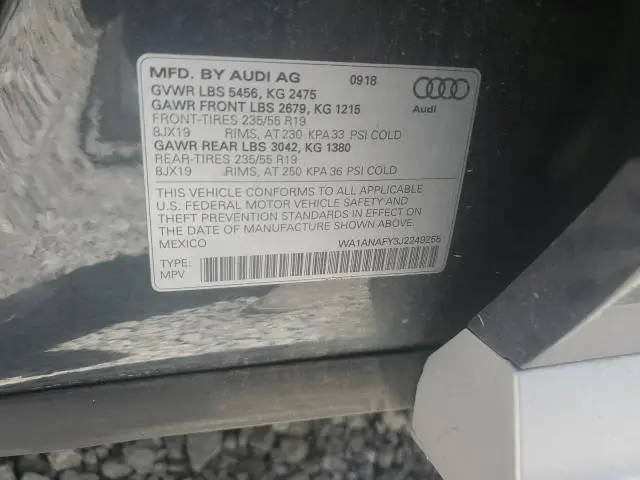 MFD. BY AUDI AG 0918
GVWR LBS 5456, KG 2475
GAWR FRONT LBS 2679, KG 1215
FRONT-TIRES 235/55 R19
8JX19 RIMS, AT 230 KPA 33 PSI COLD
GAWR REAR LBS 3042, KG 1380
REAR-TIRES 235/55 R19
8JX19 RIMS, AT 250 KPA 36 PSI COLD
Audi
THIS VEHICLE CONFORMS TO ALL APPLICABLE
U.S. FEDERAL MOTOR VEHICLE SAFETY AND
THEFT PREVENTION STANDARDS IN EFFECT ON
THE DATE OF MANUFACTURE SHOWN ABOVE.
MEXICO WA1ANAFY3J2249255
TYPE:
MPV